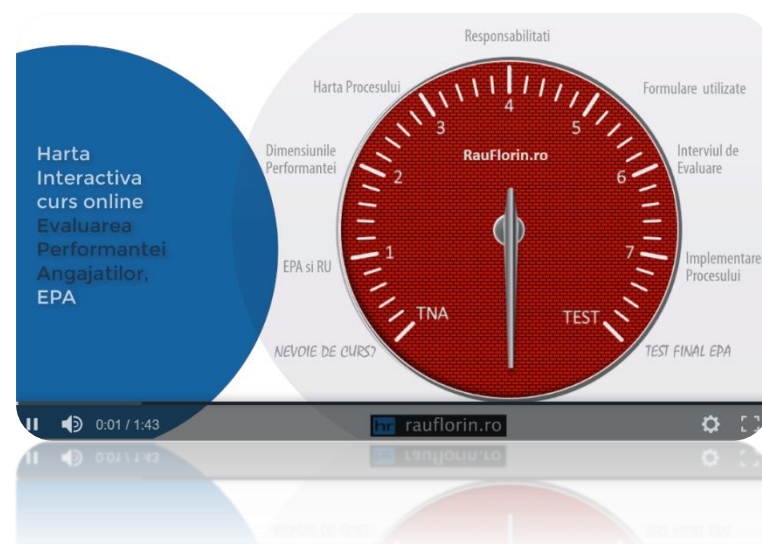 Harta
Interactiva
curs online
Evaluarea
Performantei
Angajatilor,
EPA
Responsabilitati
Harta Procesului
Formulare utilizate
Dimensiunile
Performantei
Interviul de
Evaluare
EPA si RU
Implementare
Procesului
NEVOIE DE CURS?
TEST FINAL EPA
RauFlorin.ro
TNA
1
2
3
4
5
6
7
TEST
0:01 / 1:43
hr rauflorin.ro